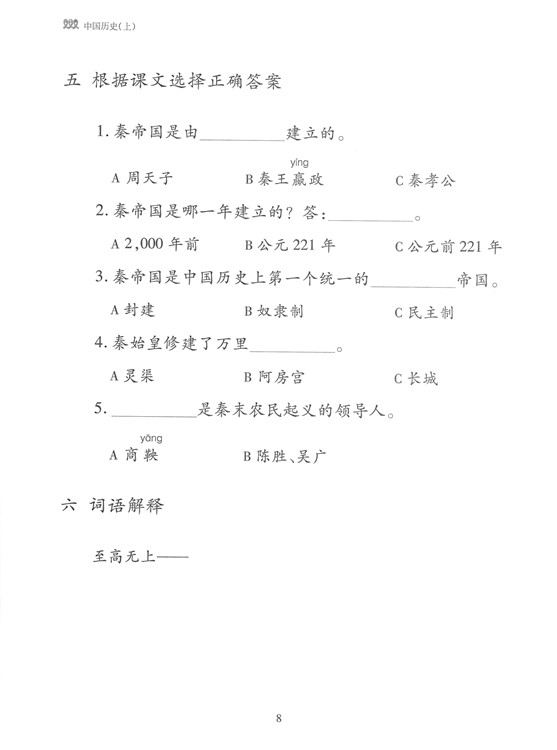 中国历史(上)
五 根据课文选择正确答案
1.秦帝国是由__________建立的。
yíng
A 周天子 B 秦王嬴政 C 秦孝公
2.秦帝国是哪一年建立的?答:__________。
A 2,000 年前 B 公元 221 年 C 公元前 221 年
3.秦帝国是中国历史上第一个统一的__________帝国。
A 封建 B 奴隶制 C 民主制
4.秦始皇修建了万里__________。
A 灵渠 B 阿房宫 C 长城
5.__________是秦末农民起义的领导人。
yāng
A 商鞅 B 陈胜、吴广
六 词语解释
至高无上——
8